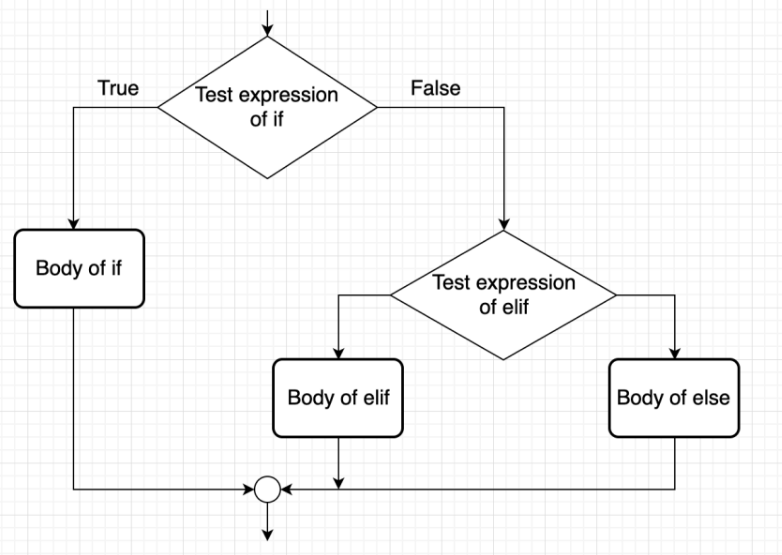 True
Test expression
of if
False
Body of if
Test expression
of elif
Body of elif
Body of else